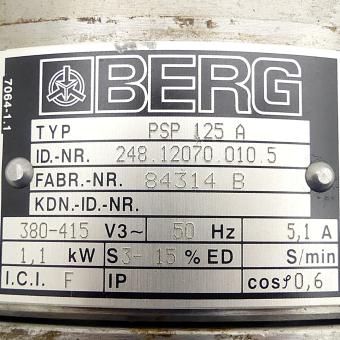 7064-1.1
BERG
TYP PSP 125 A
ID.-NR. 248.12070.010.5
FABR.-NR. 84314 B
KDN.-ID.-NR.
380-415 V3~ 50 Hz 5,1 A
1,1 kW S3- 15 % ED S/min
I.C.I. F IP cosφ0,6